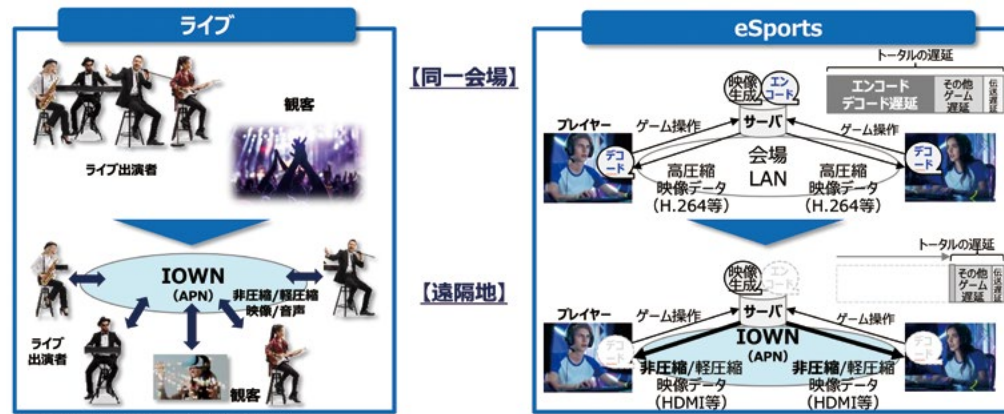 ライブ
ライブ出演者
観客
IOWN
(APN)
非圧縮/軽圧縮
映像/音声
ライブ
出演者
観客
【同一会場】
【遠隔地】
eSports
トータルの遅延
エンコード
デコード遅延
その他
ゲーム
遅延
伝送遅延
映像
生成
エン
コード
サーバ
プレイヤー
ゲーム操作
ゲーム操作
デコ
ード
デコ
ード
会場
LAN
高圧縮
映像データ
(H.264等)
高圧縮
映像データ
(H.264等)
トータルの遅延
その他
ゲーム
遅延
伝送遅延
映像
生成
エン
コード
サーバ
プレイヤー
ゲーム操作
ゲーム操作
デコ
ード
デコ
ード
IOWN
(APN)
非圧縮/軽圧縮
映像データ
(HDMI等)
非圧縮/軽圧縮
映像データ
(HDMI等)